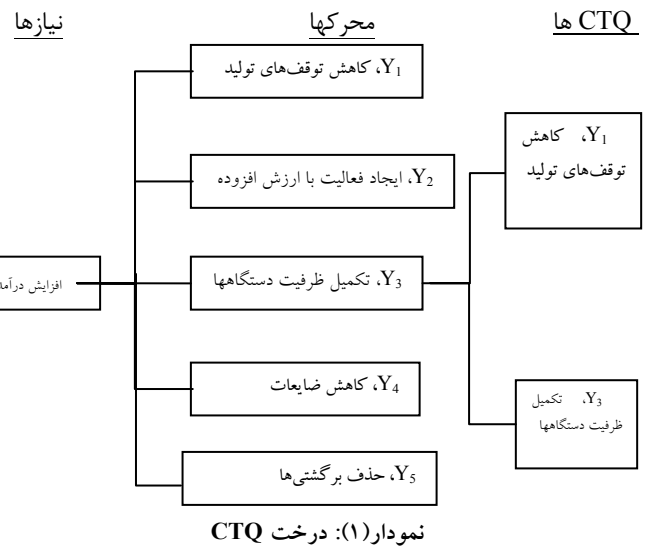 نیازها
محرکها
CTQ ها
Y1، کاهش توقف‌های تولید
Y2، ایجاد فعالیت با ارزش افزوده
Y3، تکمیل ظرفیت دستگاهها
Y4، کاهش ضایعات
Y5، حذف برگشتی‌ها
افزایش درآمد
Y1، کاهش
توقف‌های تولید
Y3، تکمیل
ظرفیت دستگاهها
نمودار(۱): درخت CTQ